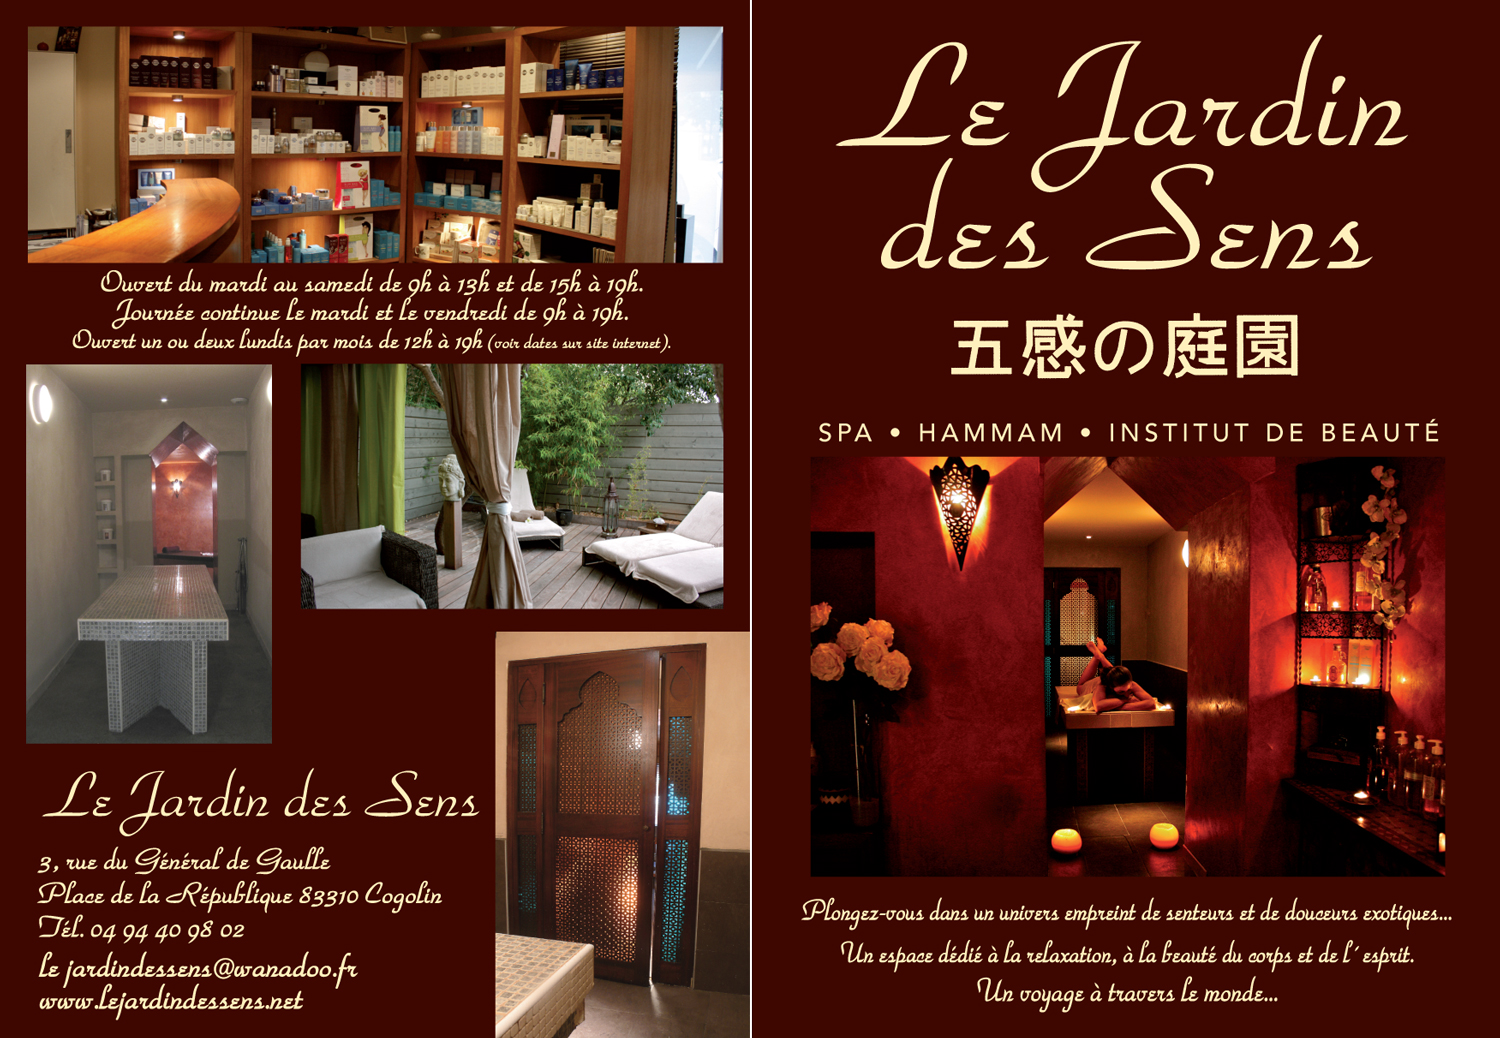 Ouvert du mardi au samedi de 9h à 13h et de 15h à 19h.
Journée continue le mardi et le vendredi de 9h à 19h.
Ouvert un ou deux lundis par mois de 12h à 19h (voir dates sur site internet).
Le Jardin des Sens
3, rue du Général de Gaulle
Place de la République 83310 Cogolin
Tél. 04 94 40 98 02
le jardindessens@wanadoo.fr
www.lejardindessens.net
Le Jardin
des Sens
五感の庭園
SPA • HAMMAM • INSTITUT DE BEAUTÉ
Plongez-vous dans un univers empreint de senteurs et de douceurs exotiques...
Un espace dédié à la relaxation, à la beauté du corps et de l'esprit.
Un voyage à travers le monde...